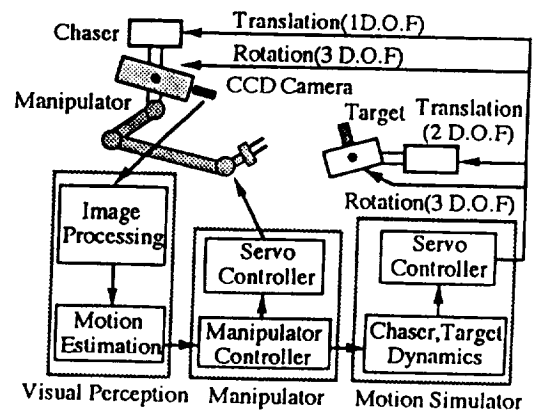 Translation(1D.O.F)
Chaser
Rotation(3 D.O.F)
CCD Camera
Manipulator
Target
Translation
(2 D.O.F)
Rotation(3 D.O.F)
Image
Processing
Servo
Controller
Servo
Controller
Motion
Estimation
Manipulator
Controller
Chaser,Target
Dynamics
Visual Perception
Manipulator
Motion Simulator